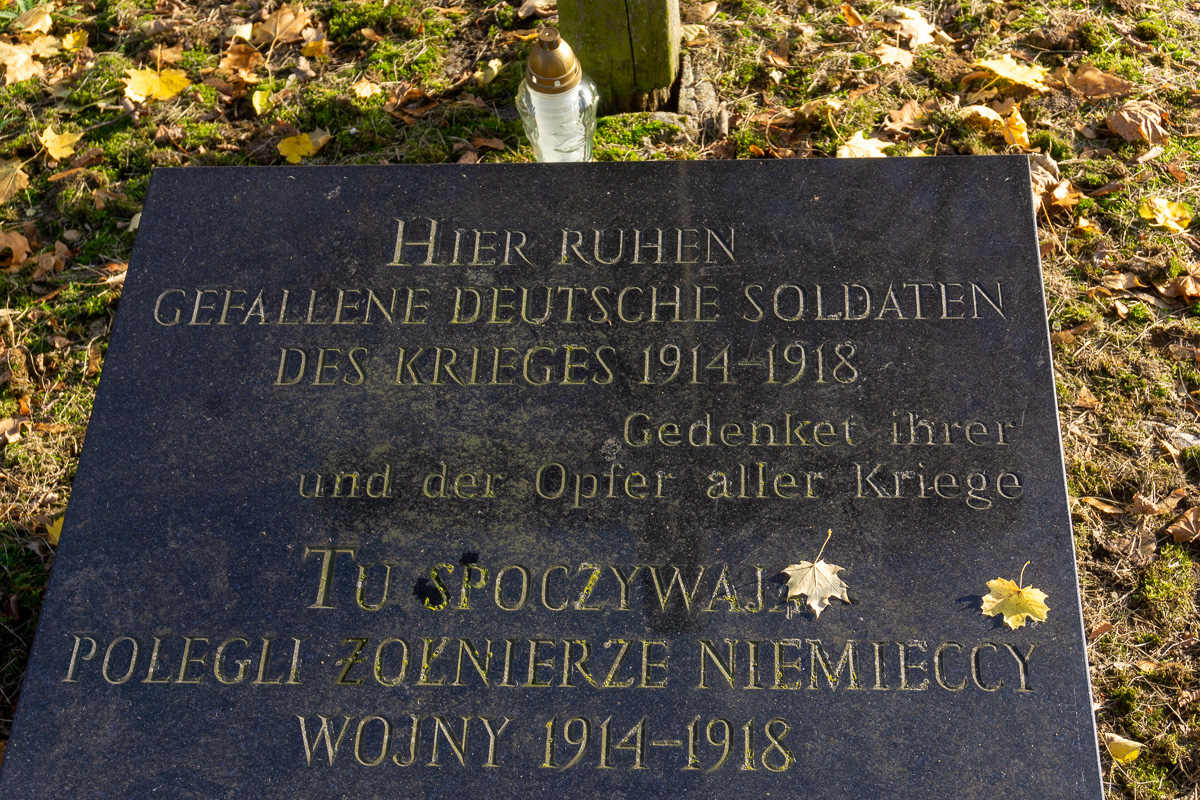 HIER RUHEN
GEFALLENE DEUTSCHE SOLDATEN
DES KRIEGES 1914–1918
Gedenket ihrer
und der Opfer aller Kriege
TU SPOCZYWAJĄ
POLEGLI ŻOŁNIERZE NIEMIECCY
WOJNY 1914–1918